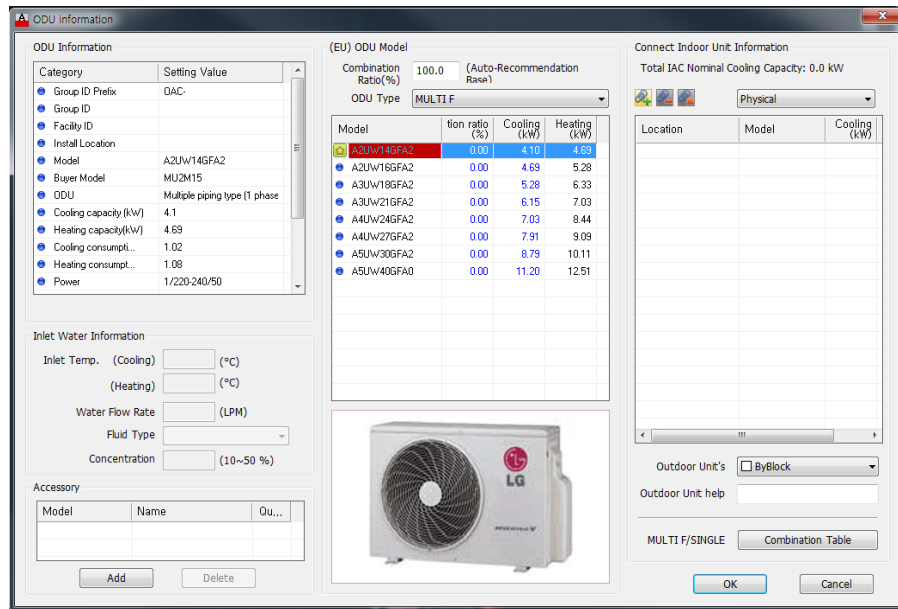 ODU information
ODU Information
Category Setting Value
Group ID Prefix OAC-
Group ID
Facility ID
Install Location
Model A2UW14GFA2
Buyer Model MU2M15
ODU Multiple piping type (1 phase
Cooling capacity (kW) 4.1
Heating capacity(kW) 4.69
Cooling consumpti... 1.02
Heating consumpt... 1.08
Power 1/220-240/50
Inlet Water Information
Inlet Temp. (Cooling) (°C)
(Heating) (°C)
Water Flow Rate (LPM)
Fluid Type
Concentration (10~50 %)
Accessory
Model Name Qu...
Add Delete
(EU) ODU Model
Combination Ratio(%) 100.0 (Auto-Recommendation Base)
ODU Type MULTI F
Model tion ratio (%) Cooling (kW) Heating (kW)
A2UW14GFA2 0.00 4.10 4.69
A2UW16GFA2 0.00 4.69 5.28
A3UW18GFA2 0.00 5.28 6.33
A3UW21GFA2 0.00 6.15 7.03
A4UW24GFA2 0.00 7.03 8.44
A4UW27GFA2 0.00 7.91 9.09
A5UW30GFA2 0.00 8.79 10.11
A5UW40GFA0 0.00 11.20 12.51
LG
INVERTER V
Connect Indoor Unit Information
Total IAC Nominal Cooling Capacity: 0.0 kW
Physical
Location Model Cooling (kW)
Outdoor Unit's ByBlock
Outdoor Unit help
MULTI F/SINGLE Combination Table
OK Cancel